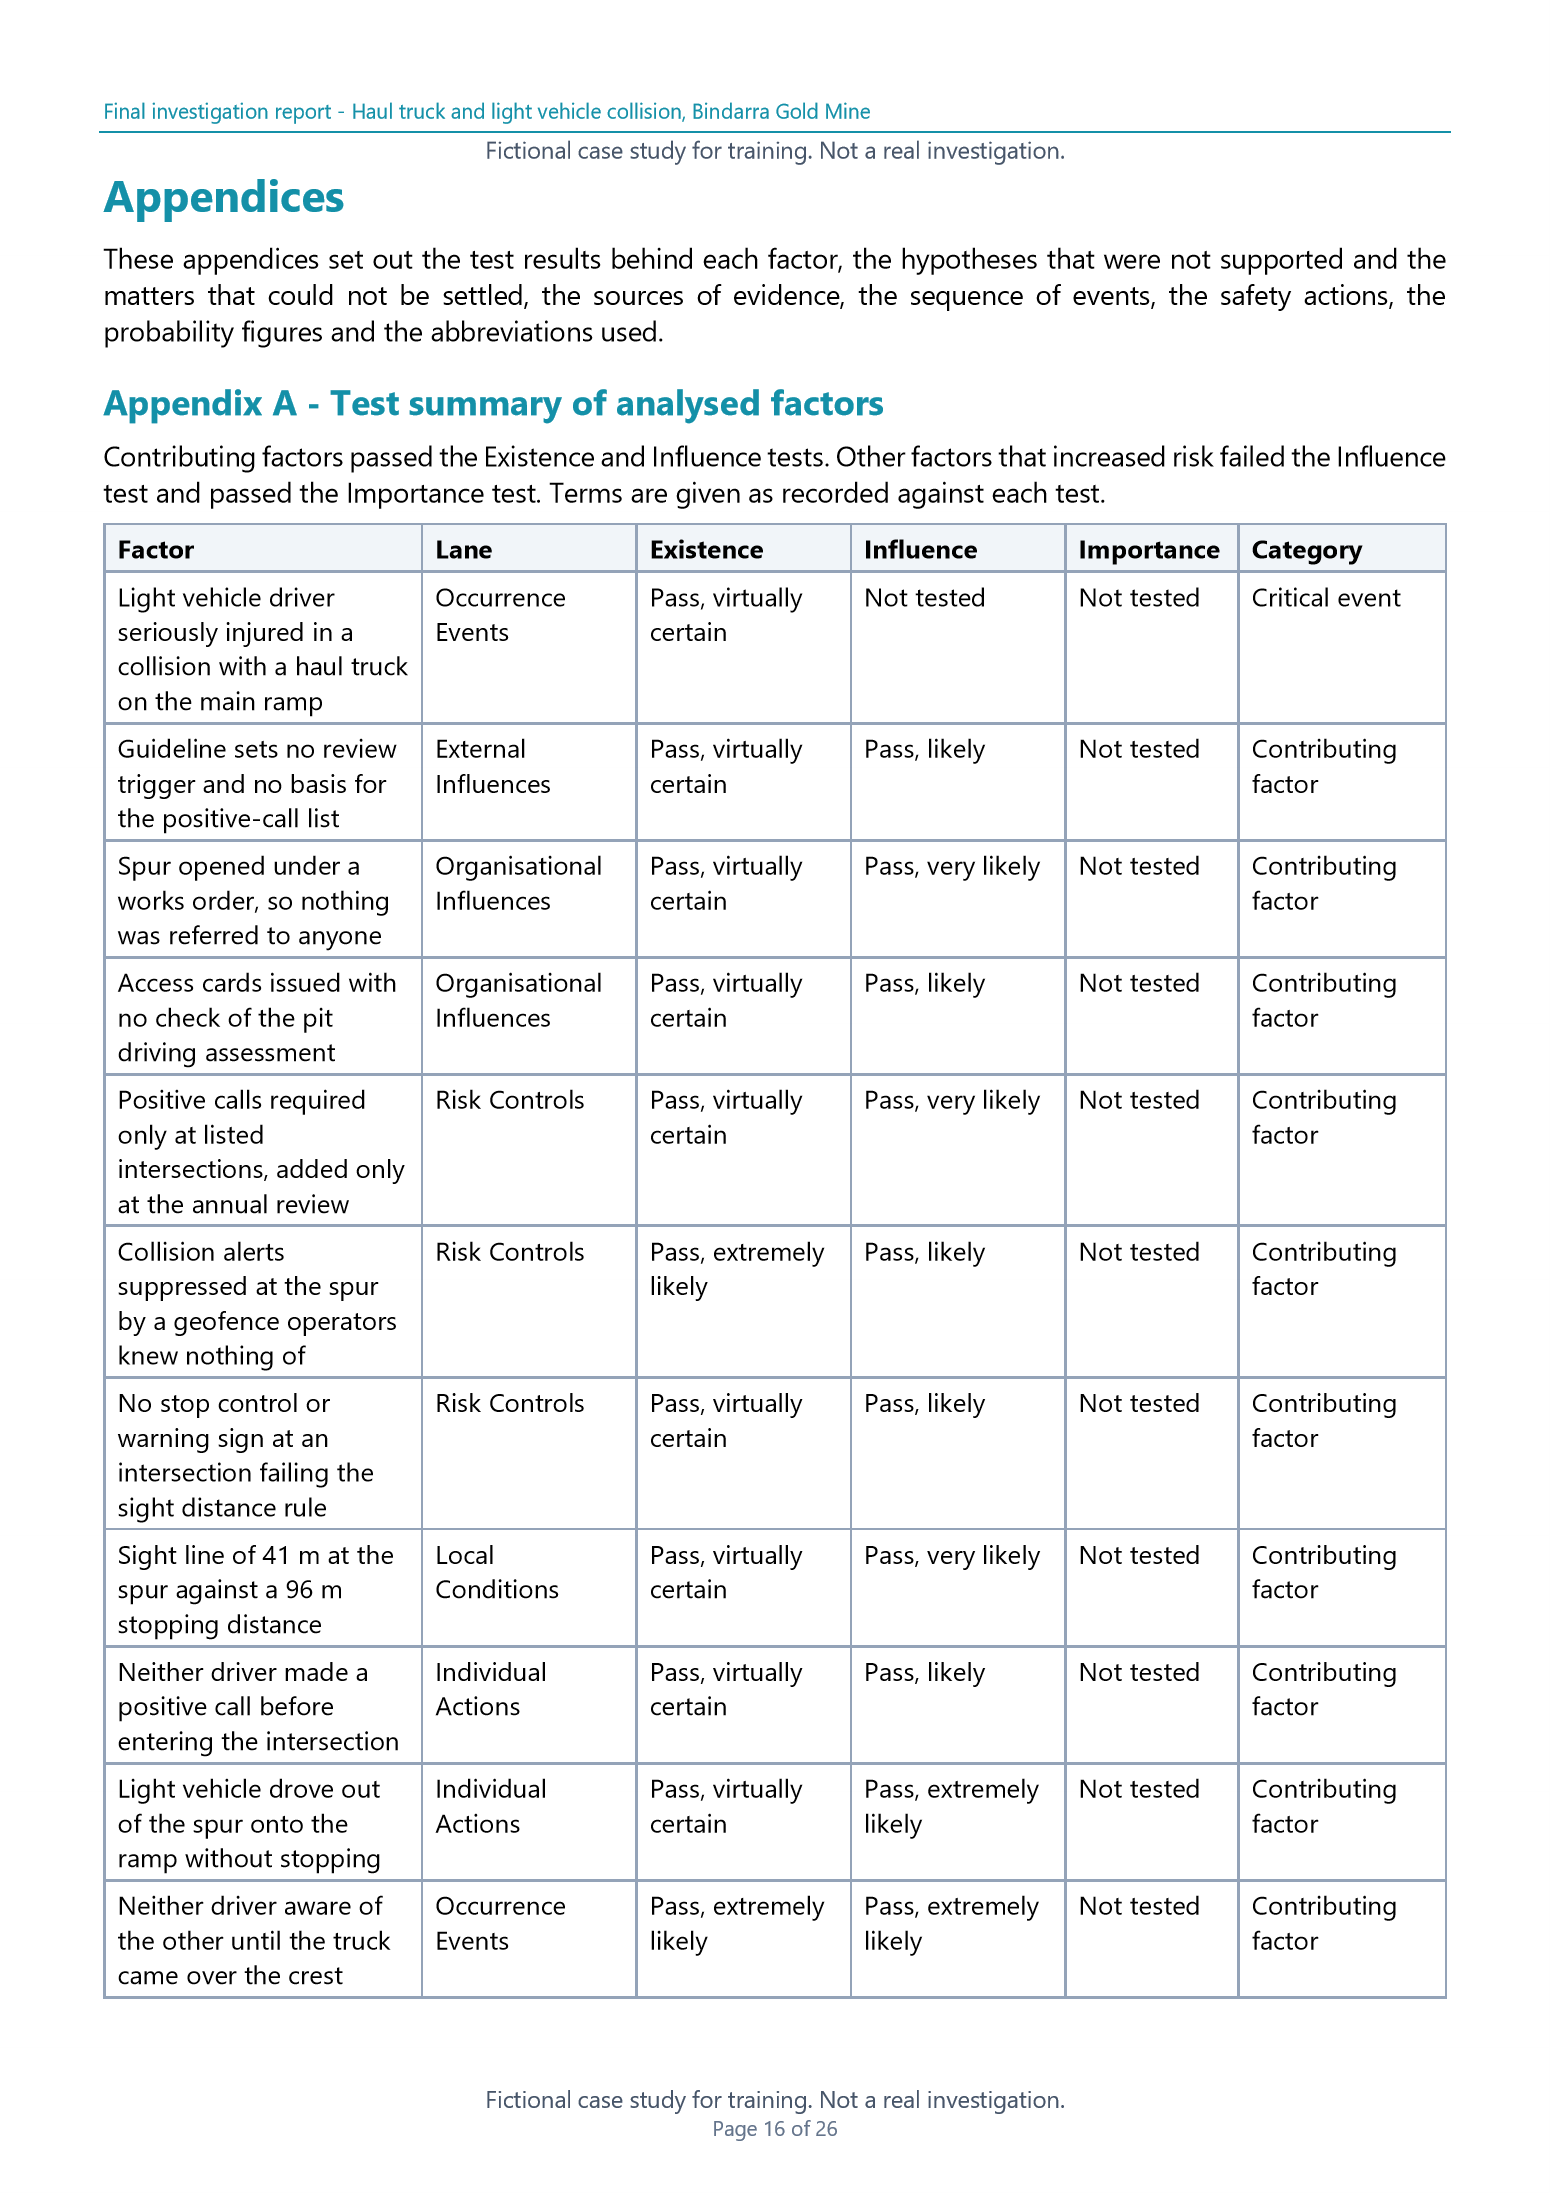 Final investigation report - Haul truck and light vehicle collision, Bindarra Gold Mine
Fictional case study for training. Not a real investigation.
Appendices
These appendices set out the test results behind each factor, the hypotheses that were not supported and the
matters that could not be settled, the sources of evidence, the sequence of events, the safety actions, the
probability figures and the abbreviations used.
Appendix A - Test summary of analysed factors
Contributing factors passed the Existence and Influence tests. Other factors that increased risk failed the Influence
test and passed the Importance test. Terms are given as recorded against each test.
Factor Lane Existence Influence Importance Category
Light vehicle driver Occurrence Pass, virtually Not tested Not tested Critical event
seriously injured in a Events certain
collision with a haul truck
on the main ramp
Guideline sets no review External Pass, virtually Pass, likely Not tested Contributing
trigger and no basis for Influences certain factor
the positive-call list
Spur opened under a Organisational Pass, virtually Pass, very likely Not tested Contributing
works order, so nothing Influences certain factor
was referred to anyone
Access cards issued with Organisational Pass, virtually Pass, likely Not tested Contributing
no check of the pit Influences certain factor
driving assessment
Positive calls required Risk Controls Pass, virtually Pass, very likely Not tested Contributing
only at listed certain factor
intersections, added only
at the annual review
Collision alerts Risk Controls Pass, extremely Pass, likely Not tested Contributing
suppressed at the spur likely factor
by a geofence operators
knew nothing of
No stop control or Risk Controls Pass, virtually Pass, likely Not tested Contributing
warning sign at an certain factor
intersection failing the
sight distance rule
Sight line of 41 m at the Local Pass, virtually Pass, very likely Not tested Contributing
spur against a 96 m Conditions certain factor
stopping distance
Neither driver made a Individual Pass, virtually Pass, likely Not tested Contributing
positive call before Actions certain factor
entering the intersection
Light vehicle drove out Individual Pass, virtually Pass, extremely Not tested Contributing
of the spur onto the Actions certain likely factor
ramp without stopping
Neither driver aware of Occurrence Pass, extremely Pass, extremely Not tested Contributing
the other until the truck Events likely likely factor
came over the crest
Fictional case study for training. Not a real investigation.
Page 16 of 26